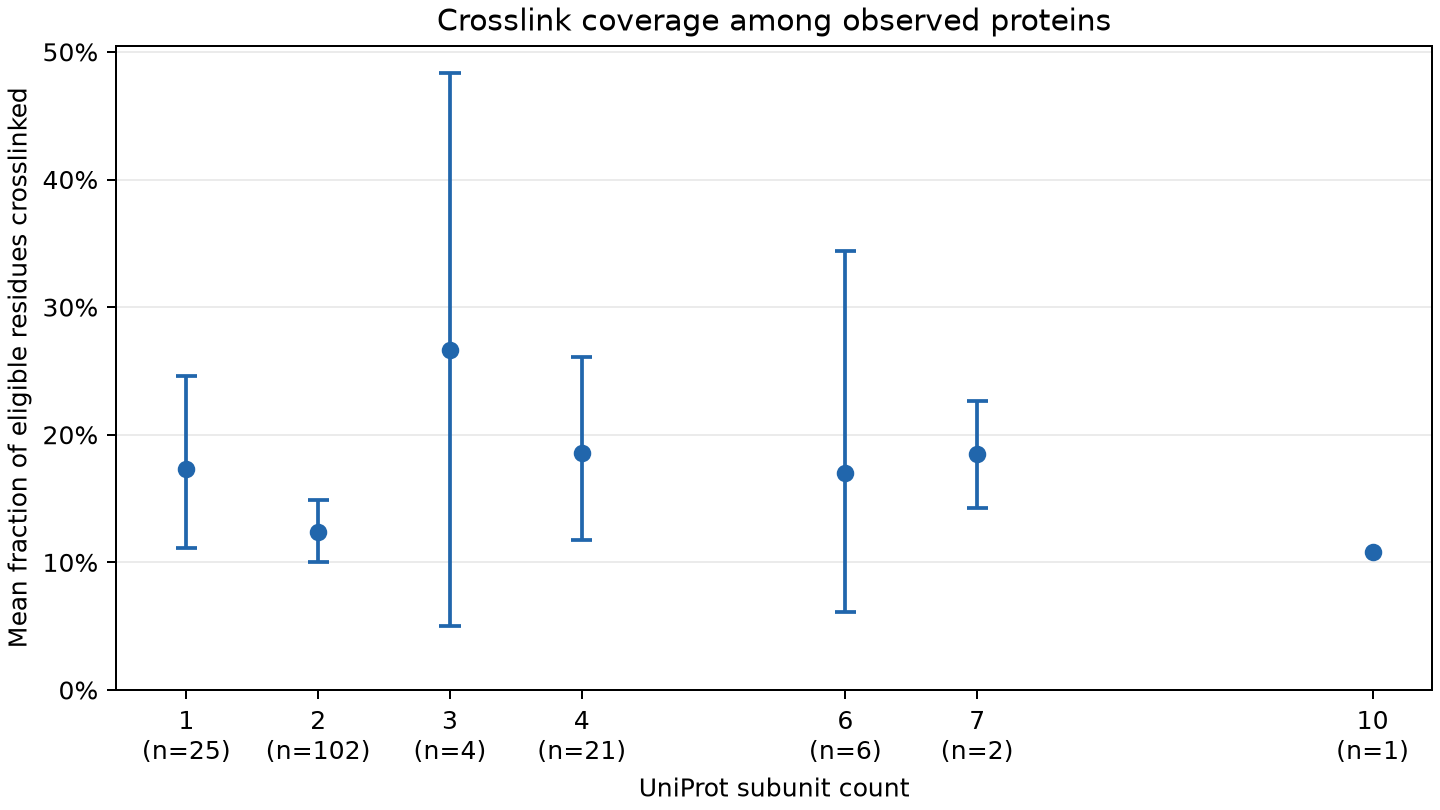 Crosslink coverage among observed proteins
Mean fraction of eligible residues crosslinked
50%
40%
30%
20%
10%
0%
1 2 3 4 6 7 10
(n=25) (n=102) (n=4) (n=21) (n=6) (n=2) (n=1)
UniProt subunit count